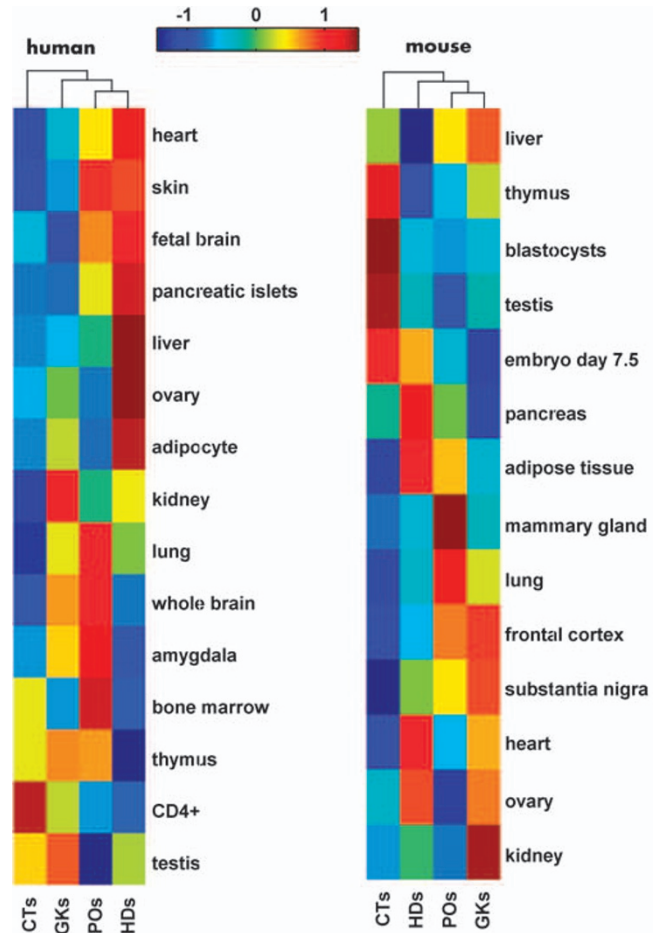 -1 0 1
human
mouse
heart
skin
fetal brain
pancreatic islets
liver
ovary
adipocyte
kidney
lung
whole brain
amygdala
bone marrow
thymus
CD4+
testis
CTs
GKs
POs
HDs
liver
thymus
blastocysts
testis
embryo day 7.5
pancreas
adipose tissue
mammary gland
lung
frontal cortex
substantia nigra
heart
ovary
kidney
CTs
HDs
POs
GKs